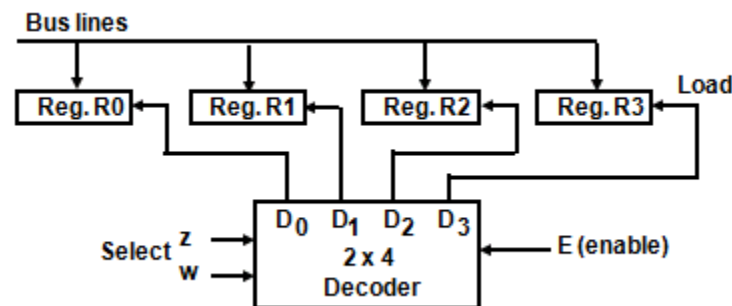 Bus lines
Load
Reg. R0 Reg. R1 Reg. R2 Reg. R3
D0 D1 D2 D3
Select z
w
2 x 4
Decoder
E (enable)